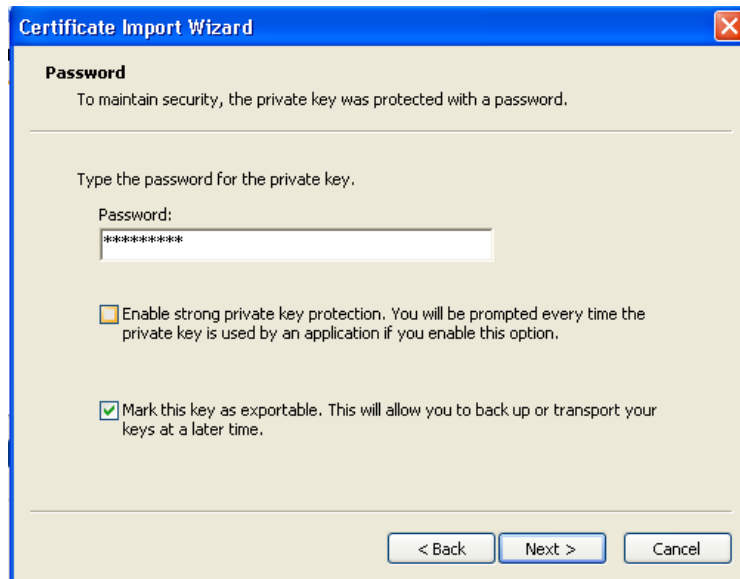 Certificate Import Wizard
Password
To maintain security, the private key was protected with a password.
Type the password for the private key.
Password:
*********
Enable strong private key protection. You will be prompted every time the
private key is used by an application if you enable this option.
Mark this key as exportable. This will allow you to back up or transport your
keys at a later time.
< Back Next > Cancel